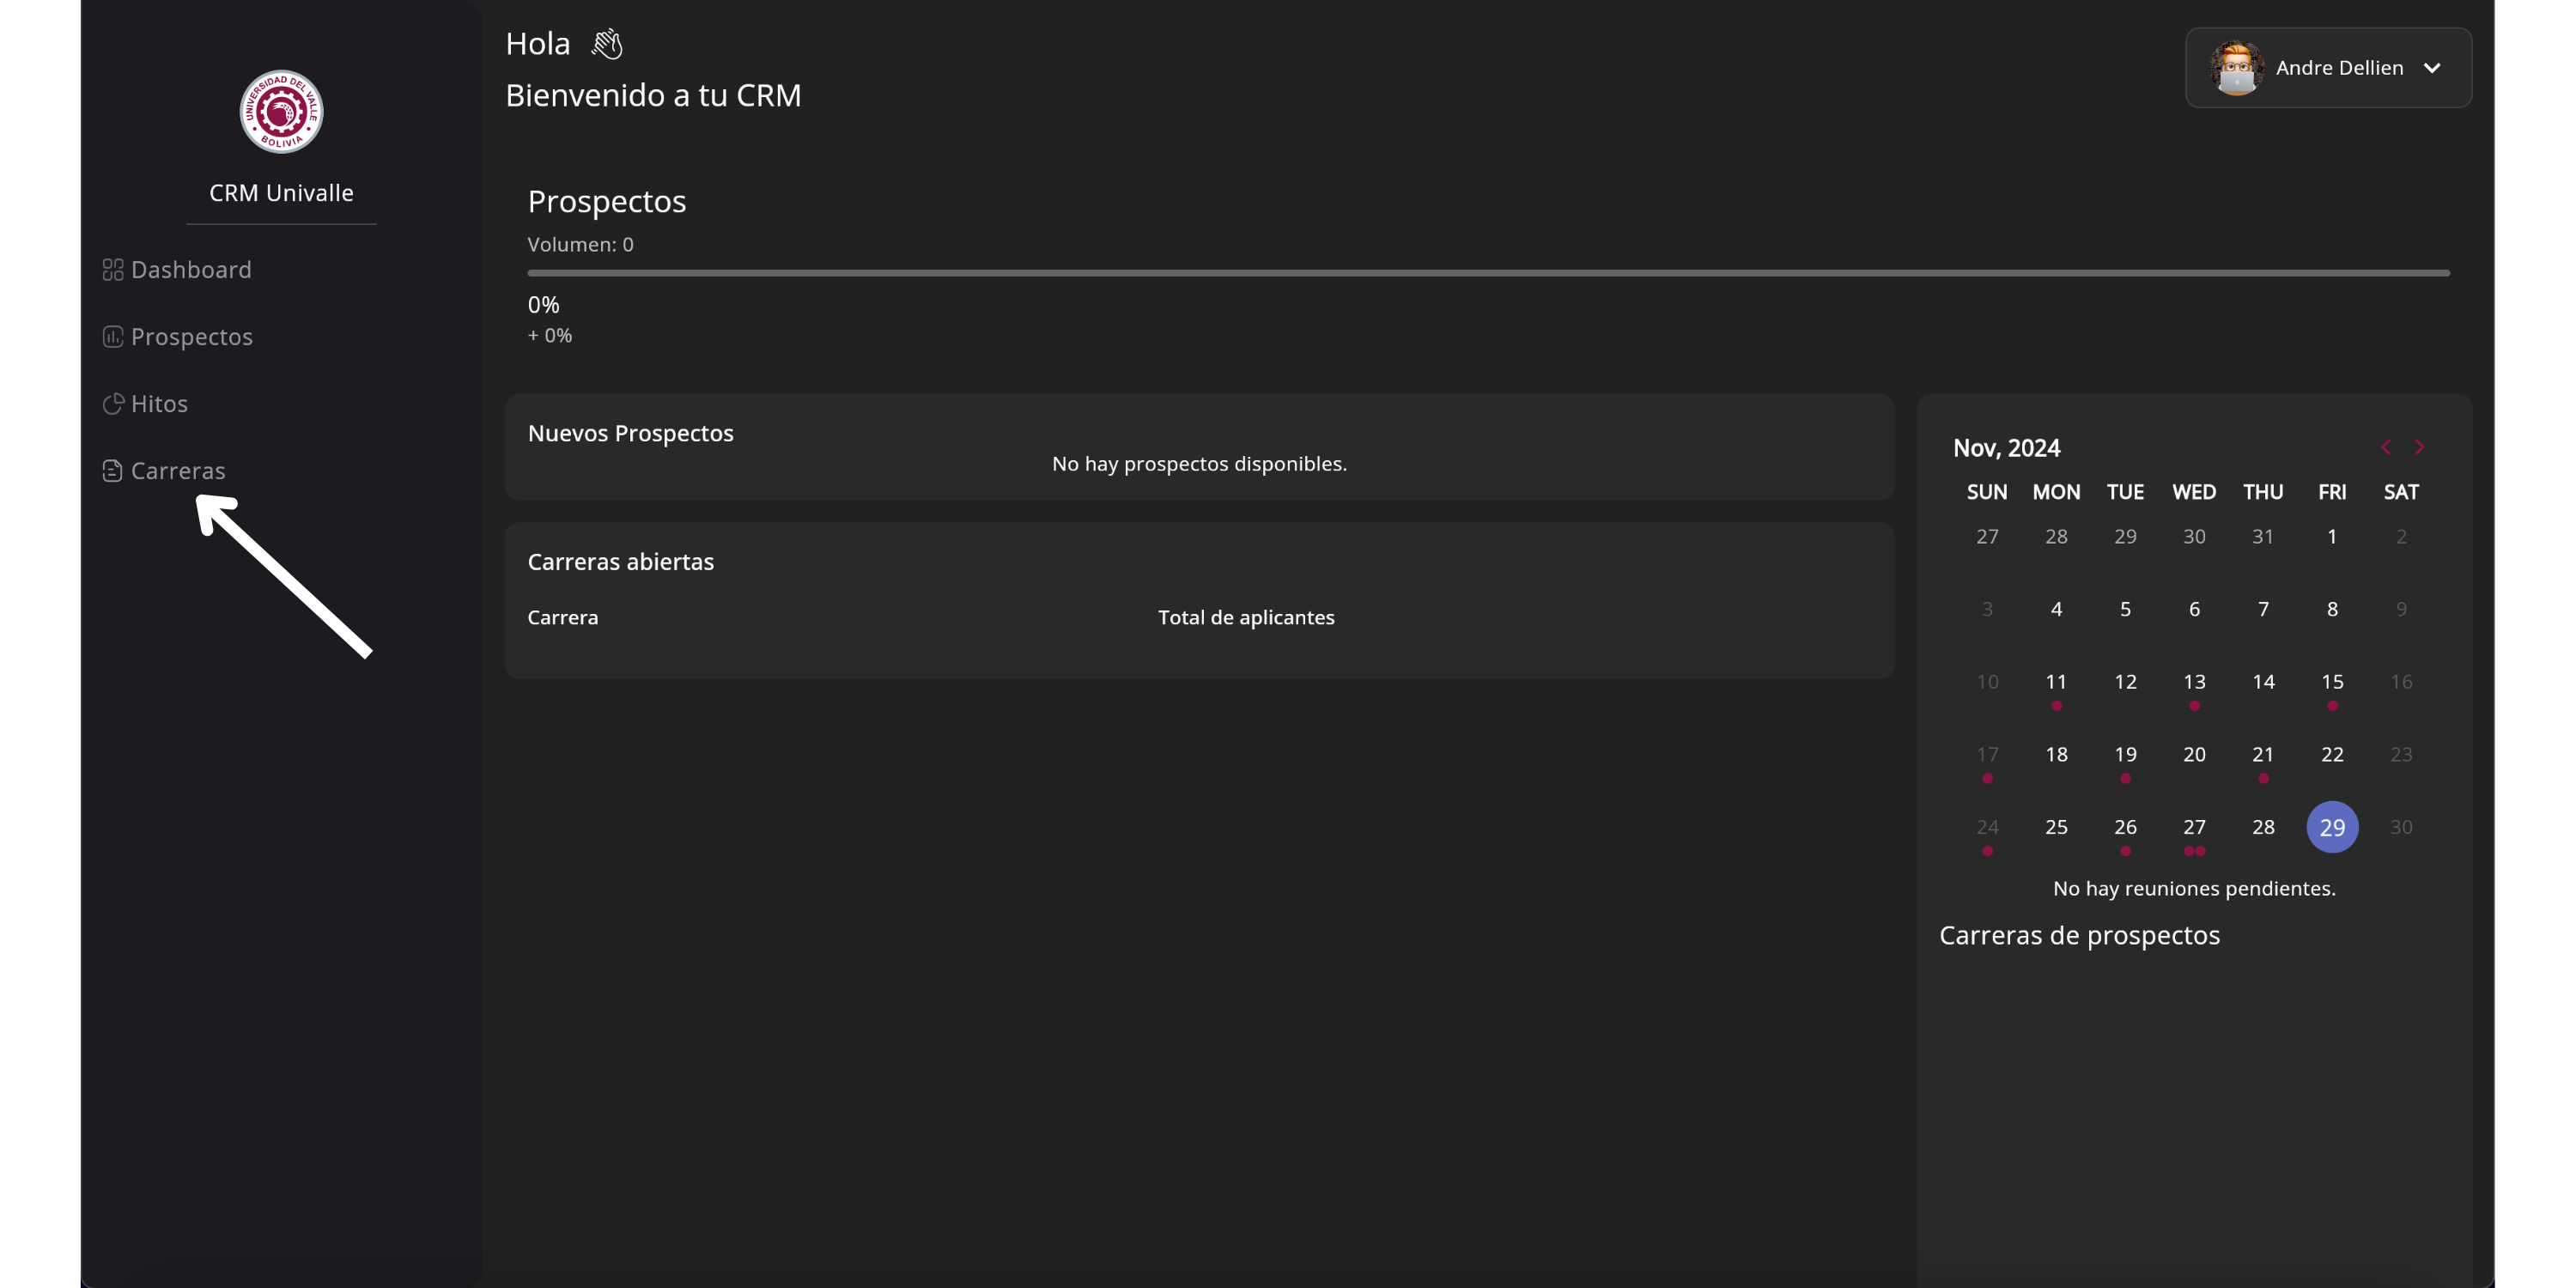 UNIVERSIDAD DEL VALLE
BOLIVIA
CRM Univalle
Dashboard
Prospectos
Hitos
Carreras
Hola
Bienvenido a tu CRM
Andre Dellien
Prospectos
Volumen: 0
0%
+ 0%
Nuevos Prospectos
No hay prospectos disponibles.
Carreras abiertas
Carrera Total de aplicantes
Nov, 2024
SUN MON TUE WED THU FRI SAT
27 28 29 30 31 1 2
3 4 5 6 7 8 9
10 11 12 13 14 15 16
17 18 19 20 21 22 23
24 25 26 27 28 29 30
No hay reuniones pendientes.
Carreras de prospectos